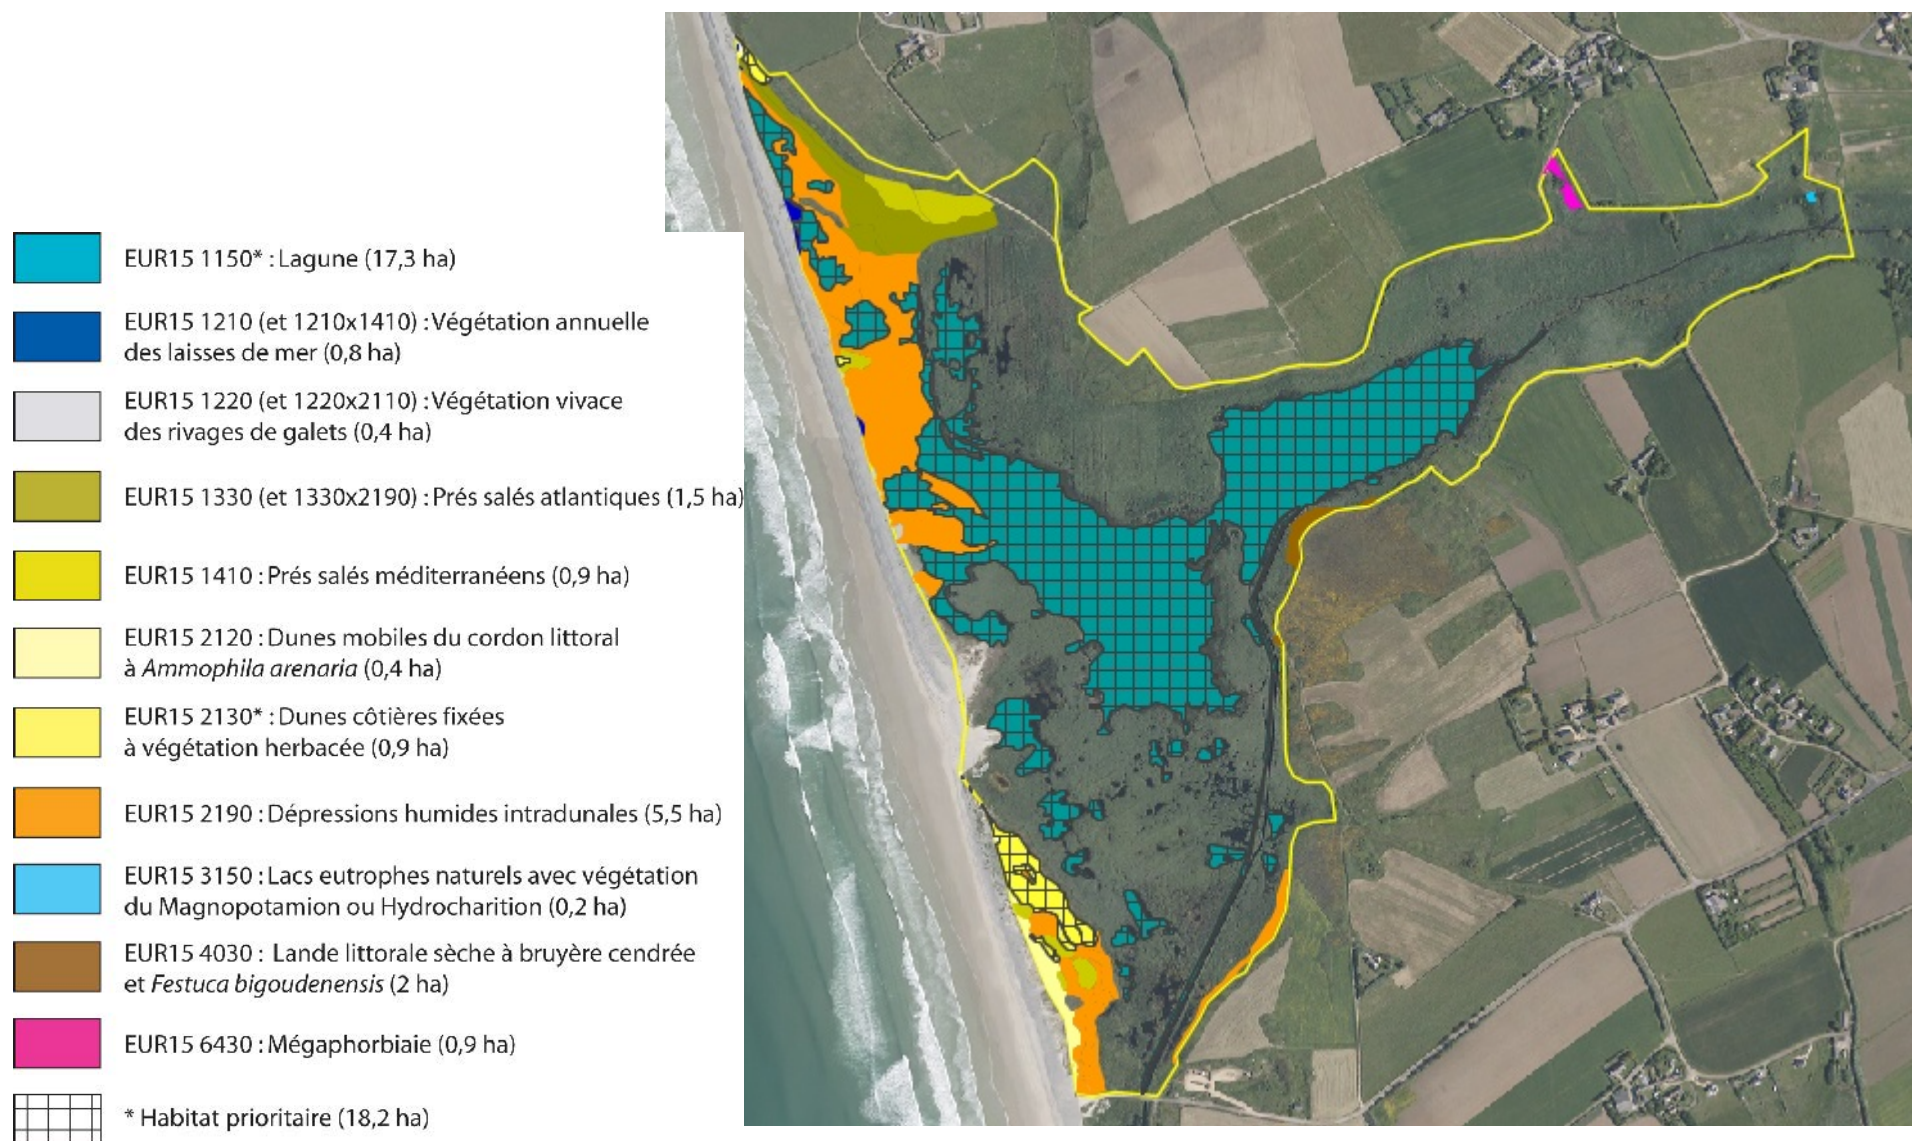 EUR15 1150* : Lagune (17,3 ha)
EUR15 1210 (et 1210x1410) : Végétation annuelle
des laisses de mer (0,8 ha)
EUR15 1220 (et 1220x2110) : Végétation vivace
des rivages de galets (0,4 ha)
EUR15 1330 (et 1330x2190) : Prés salés atlantiques (1,5 ha)
EUR15 1410 : Prés salés méditerranéens (0,9 ha)
EUR15 2120 : Dunes mobiles du cordon littoral
à Ammophila arenaria (0,4 ha)
EUR15 2130* : Dunes côtières fixées
à végétation herbacée (0,9 ha)
EUR15 2190 : Dépressions humides intradunales (5,5 ha)
EUR15 3150 : Lacs eutrophes naturels avec végétation
du Magnopotamion ou Hydrocharition (0,2 ha)
EUR15 4030 : Lande littorale sèche à bruyère cendrée
et Festuca bigoudenensis (2 ha)
EUR15 6430 : Mégaphorbiaie (0,9 ha)
* Habitat prioritaire (18,2 ha)